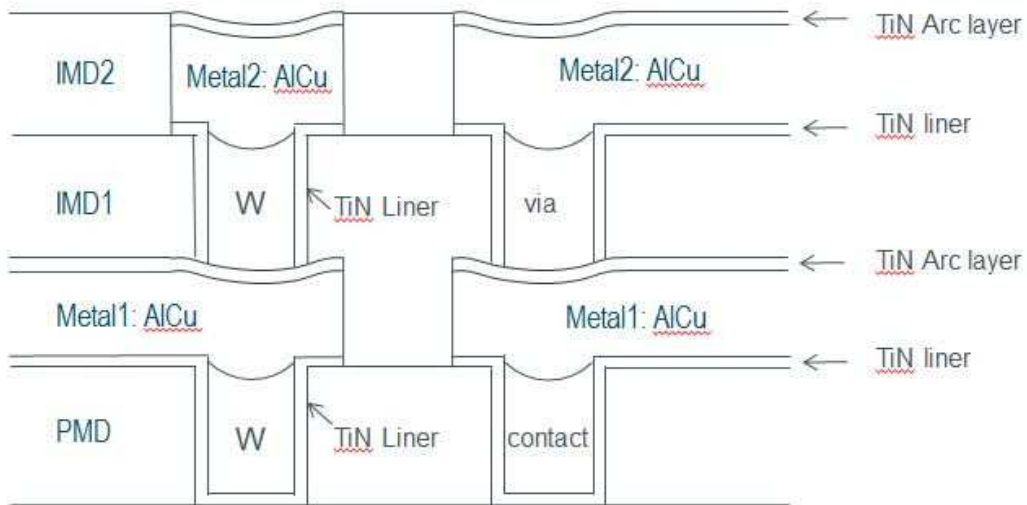 TiN Arc layer
IMD2
Metal2: AlCu
Metal2: AlCu
TiN liner
IMD1
W
TiN Liner
via
TiN Arc layer
Metal1: AlCu
Metal1: AlCu
TiN liner
PMD
W
TiN Liner
contact